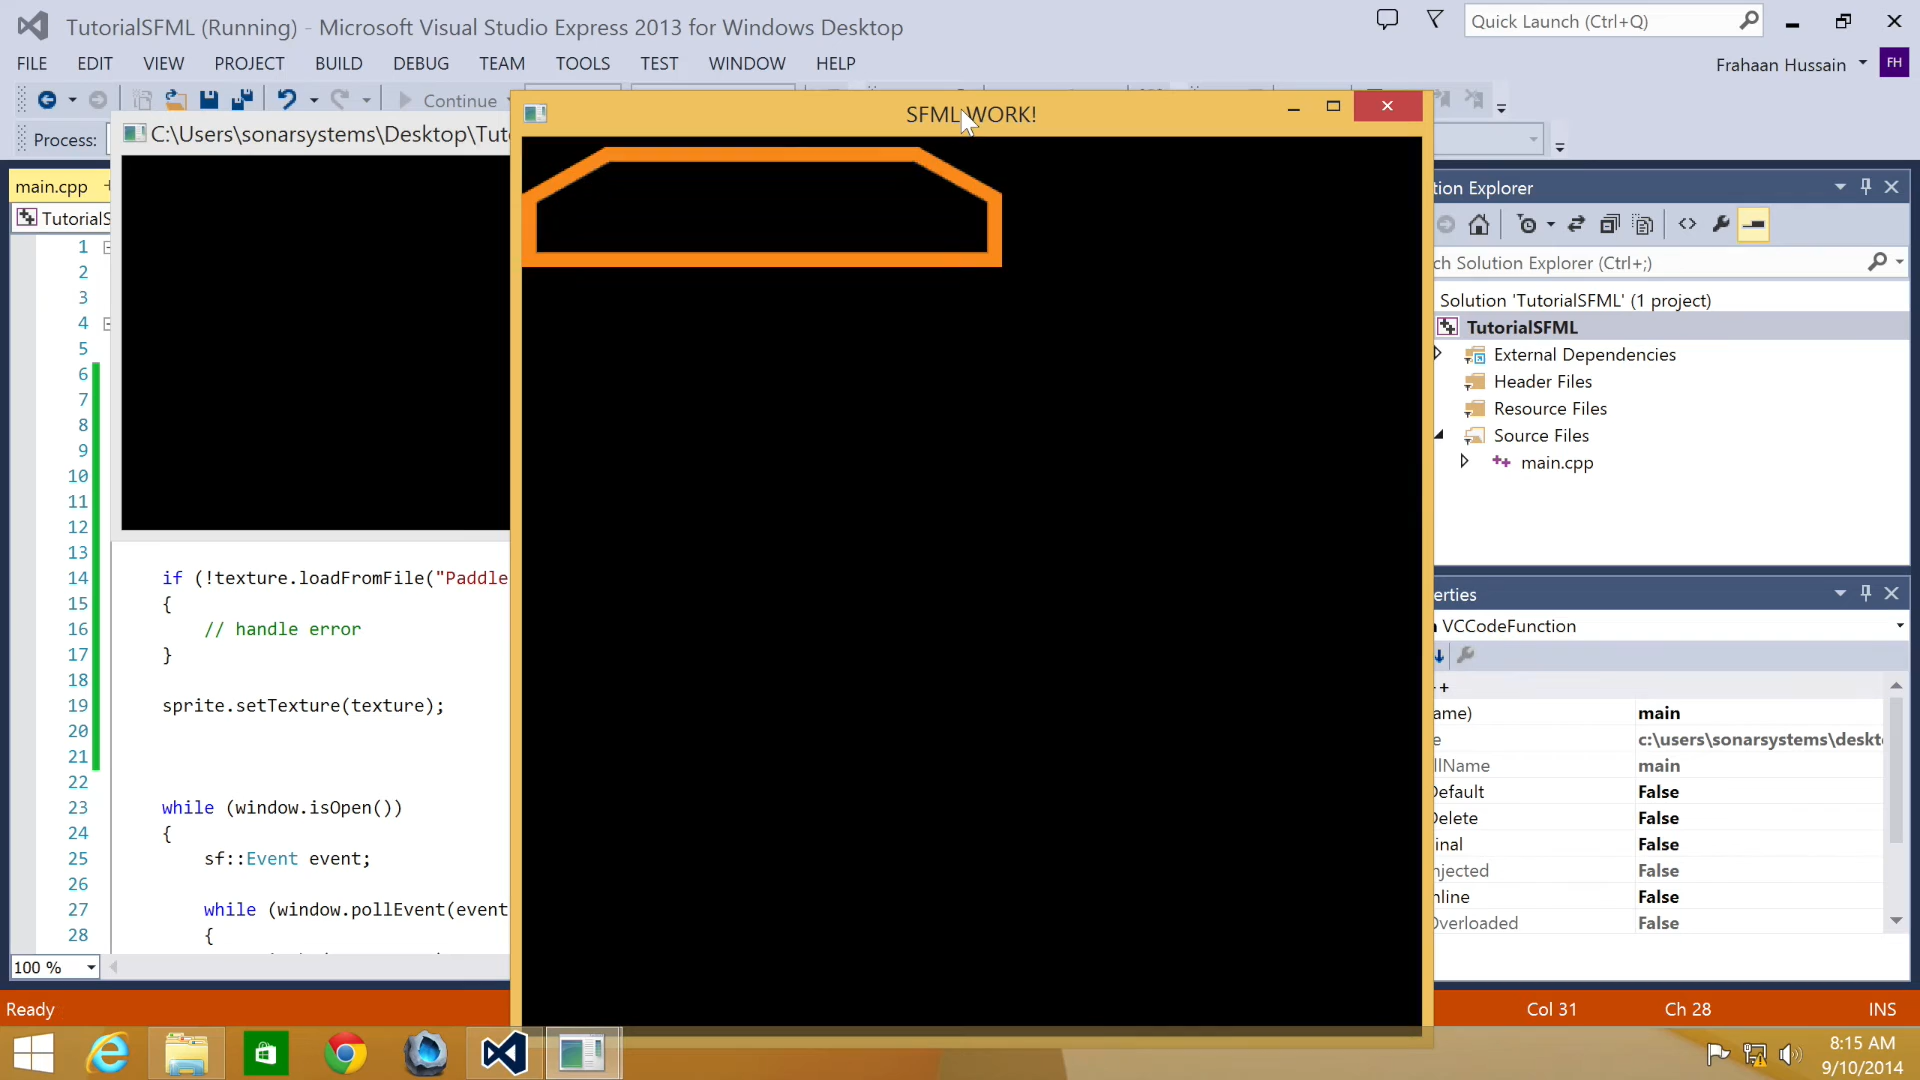 TutorialSFML (Running) - Microsoft Visual Studio Express 2013 for Windows Desktop
Quick Launch (Ctrl+Q)
FILE EDIT VIEW PROJECT BUILD DEBUG TEAM TOOLS TEST WINDOW HELP
Frahaan Hussain FH
Continue
SFML WORK!
Process:
C:\Users\sonarsystems\Desktop\Tut
main.cpp
TutorialS
1
2
3
4
5
6
7
8
9
10
11
12
13
14 if (!texture.loadFromFile("Paddle
15 {
16 // handle error
17 }
18
19 sprite.setTexture(texture);
20
21
22
23 while (window.isOpen())
24 {
25 sf::Event event;
26
27 while (window.pollEvent(event
28 {
100 %
tion Explorer
ch Solution Explorer (Ctrl+;)
Solution 'TutorialSFML' (1 project)
TutorialSFML
External Dependencies
Header Files
Resource Files
Source Files
++ main.cpp
erties
VCCodeFunction
+
ame) main
e c:\users\sonarsystems\deskt
llName main
Default False
Delete False
inal False
njected False
nline False
Overloaded False
Ready
Col 31 Ch 28 INS
8:15 AM
9/10/2014